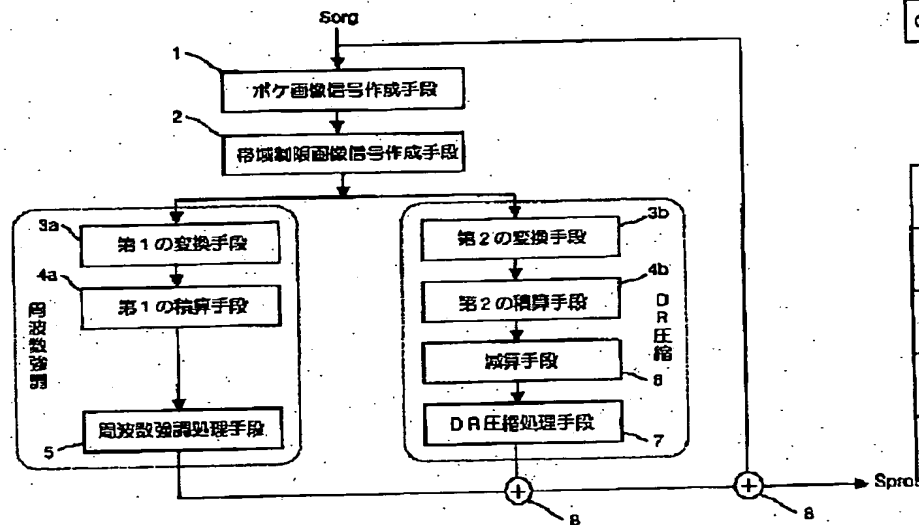 Sorg
1
ボケ画像信号作成手段
2
帯域制限画像信号作成手段
3a
第1の変換手段
4a
第1の積算手段
周波数強調
5
周波数強調処理手段
3b
第2の変換手段
4b
第2の積算手段
DR圧縮
減算手段
6
DR圧縮処理手段
7
+
8
+
8
Spro